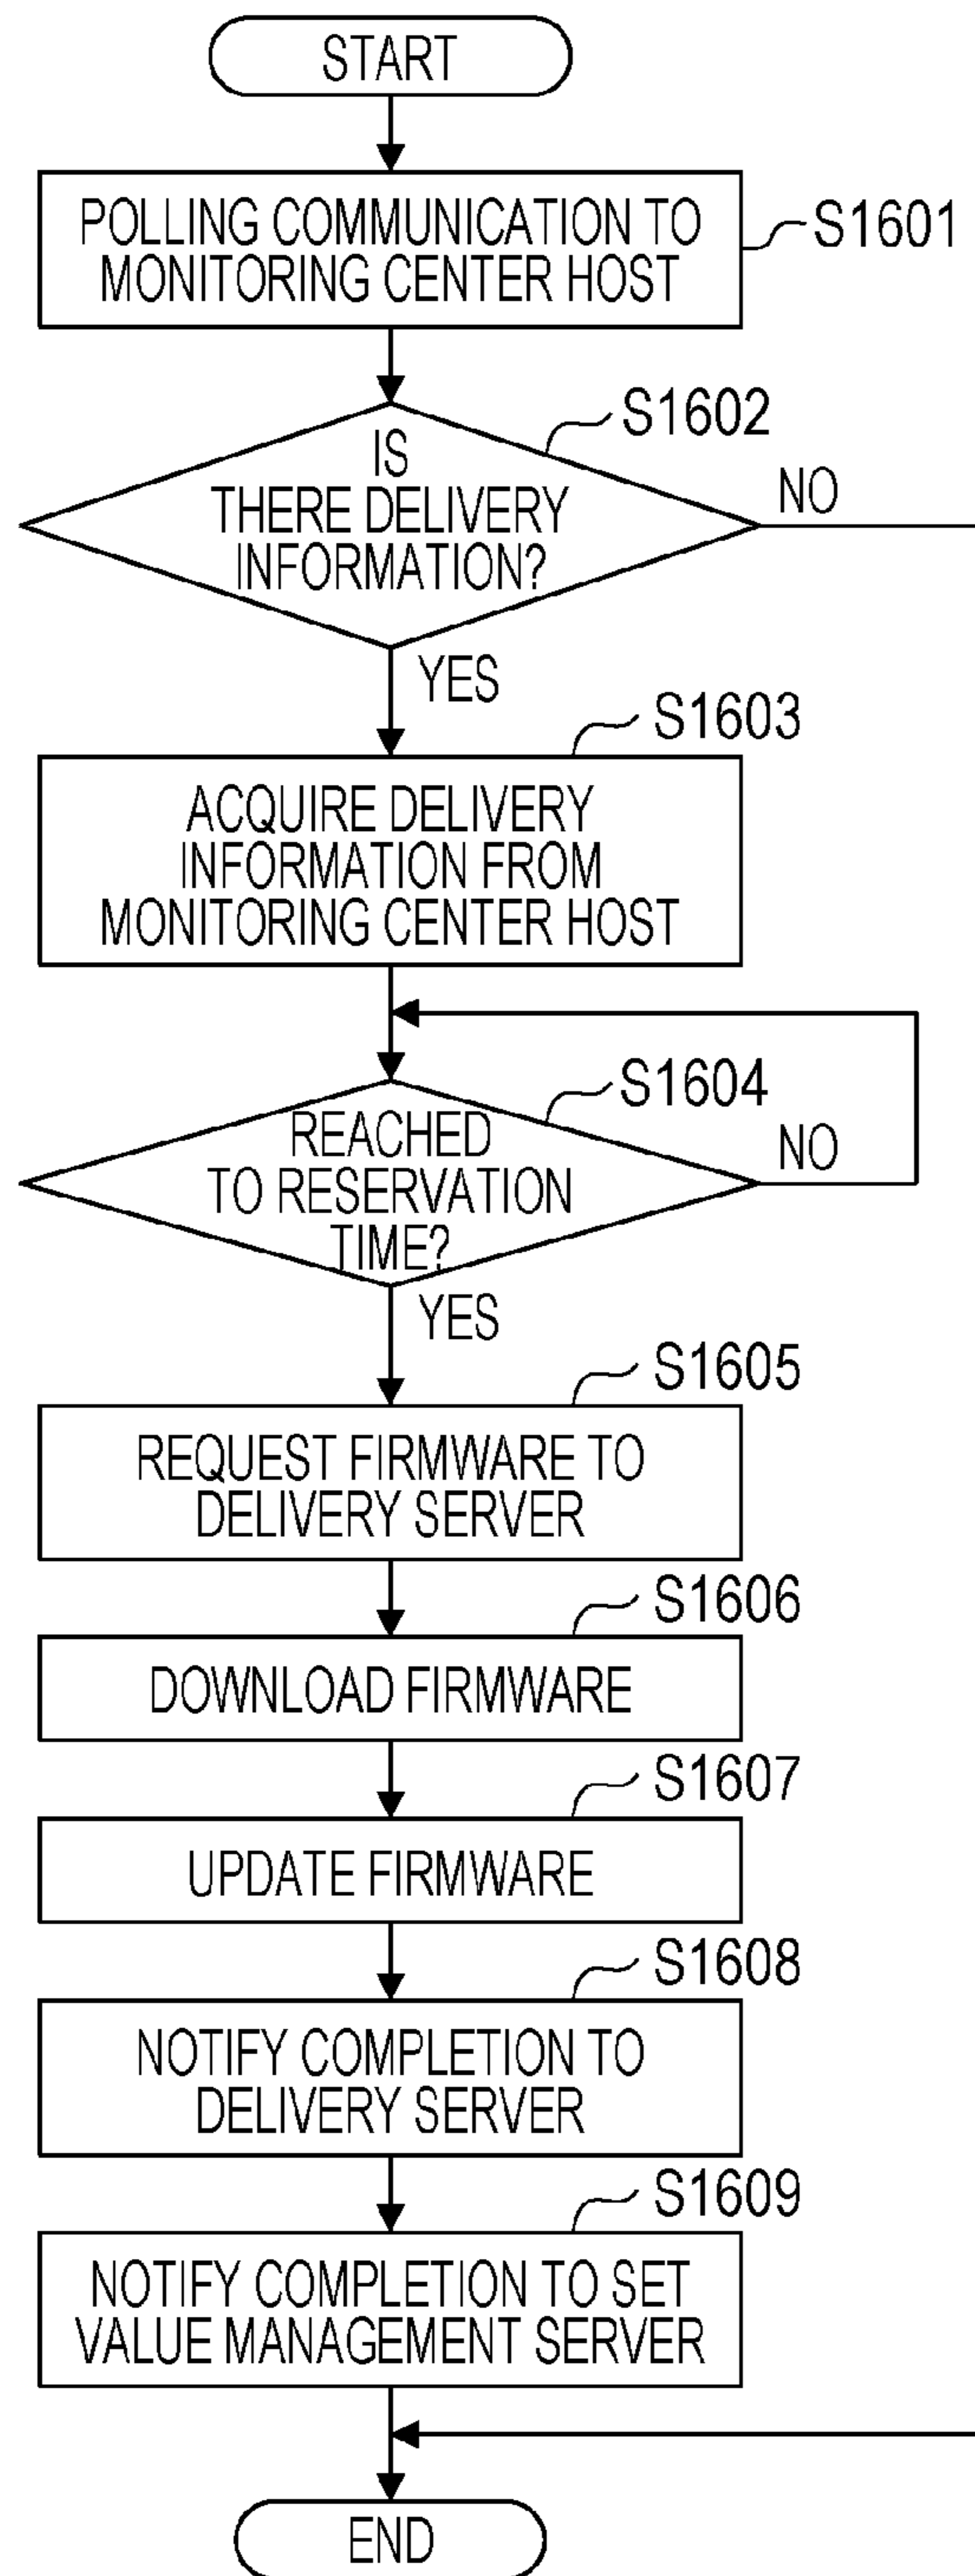 START
POLLING COMMUNICATION TO
MONITORING CENTER HOST
S1601
S1602
IS
THERE DELIVERY
INFORMATION?
NO
YES
S1603
ACQUIRE DELIVERY
INFORMATION FROM
MONITORING CENTER HOST
S1604
REACHED
TO RESERVATION
TIME?
NO
YES
S1605
REQUEST FIRMWARE TO
DELIVERY SERVER
S1606
DOWNLOAD FIRMWARE
S1607
UPDATE FIRMWARE
S1608
NOTIFY COMPLETION TO
DELIVERY SERVER
S1609
NOTIFY COMPLETION TO SET
VALUE MANAGEMENT SERVER
END